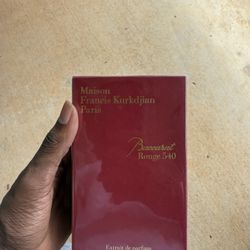 Maison
Francis Kurkdjian
Paris
Baccarat
Rouge 540
Extrait de parfum